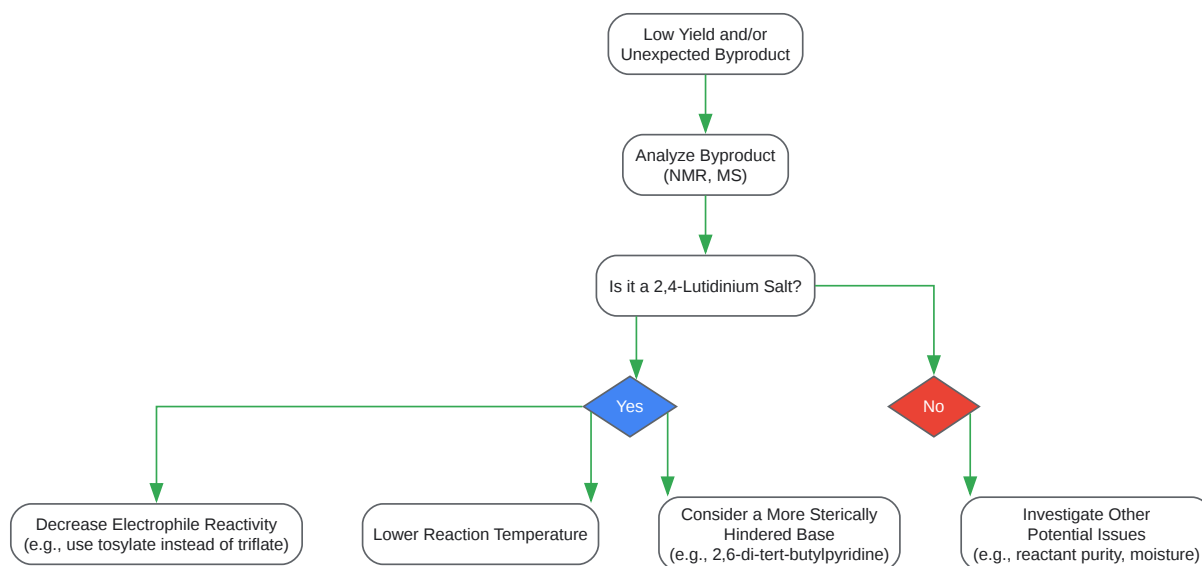 Low Yield and/or
Unexpected Byproduct
Analyze Byproduct
(NMR, MS)
Is it a 2,4-Lutidinium Salt?
Yes
No
Decrease Electrophile Reactivity
(e.g., use tosylate instead of triflate)
Lower Reaction Temperature
Consider a More Sterically
Hindered Base
(e.g., 2,6-di-tert-butylpyridine)
Investigate Other
Potential Issues
(e.g., reactant purity, moisture)